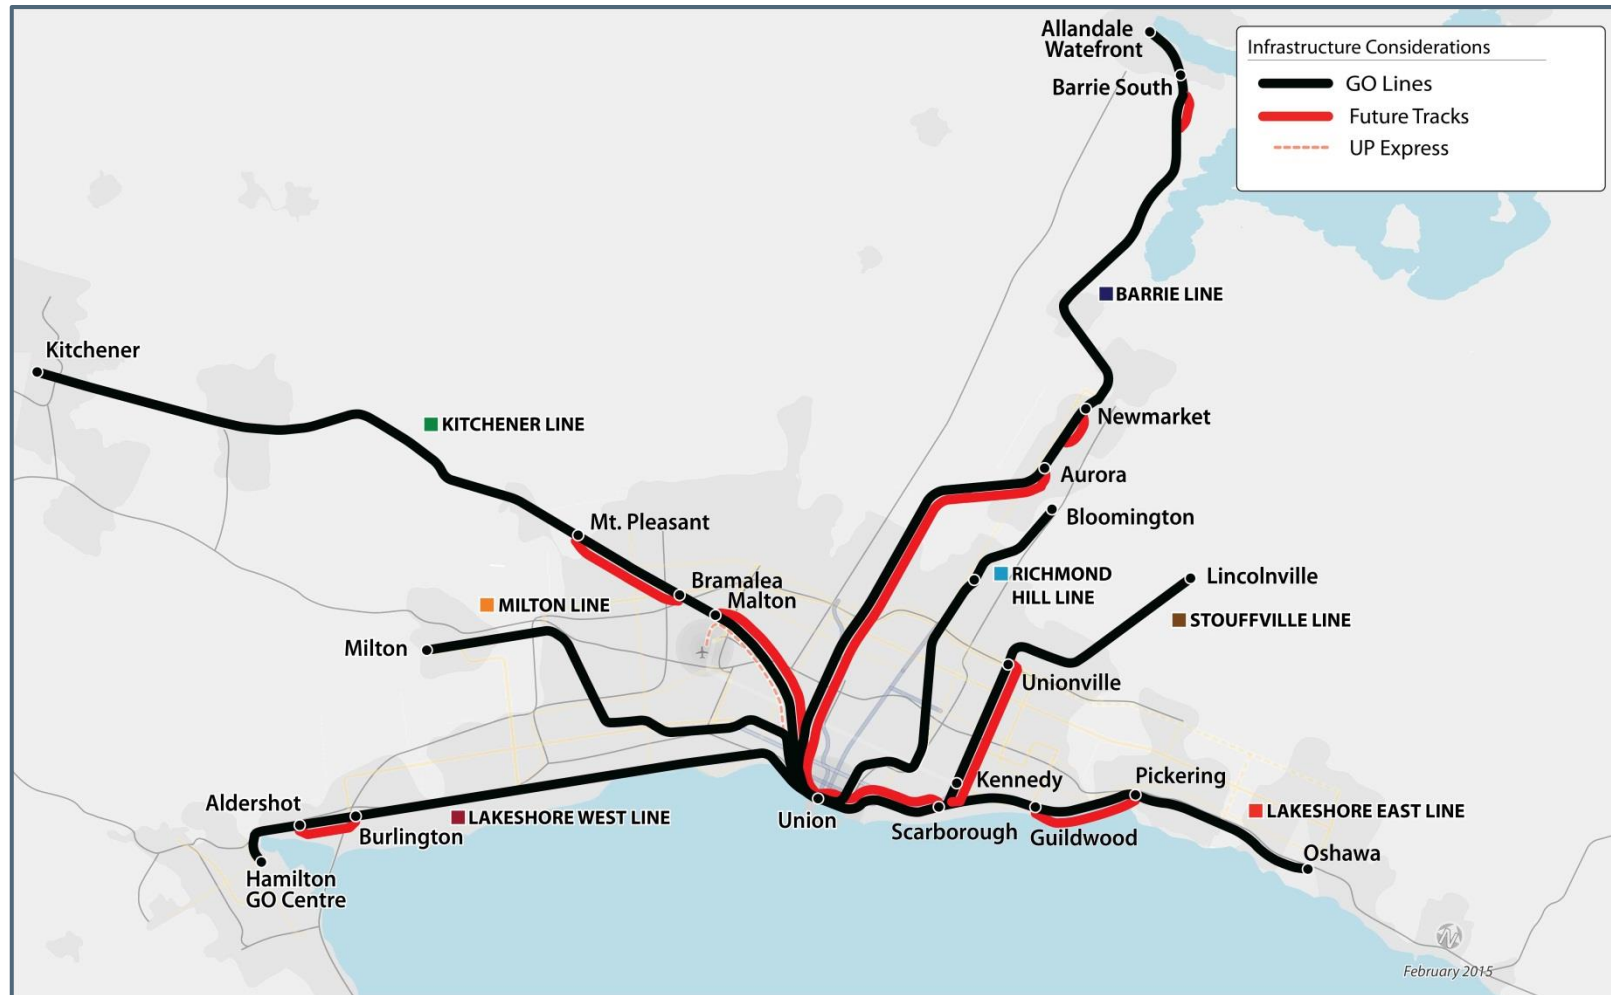 Allandale
Watefront
Barrie South
Infrastructure Considerations
GO Lines
Future Tracks
UP Express
BARRIE LINE
Kitchener
KITCHENER LINE
Newmarket
Aurora
Bloomington
Mt. Pleasant
Bramalea
Malton
RICHMOND
HILL LINE
Lincolnville
MILTON LINE
STOUFFVILLE LINE
Milton
Unionville
Kennedy
Pickering
Aldershot
Burlington
LAKESHORE WEST LINE
Union
Scarborough
Guildwood
LAKESHORE EAST LINE
Oshawa
Hamilton
GO Centre
N
February 2015